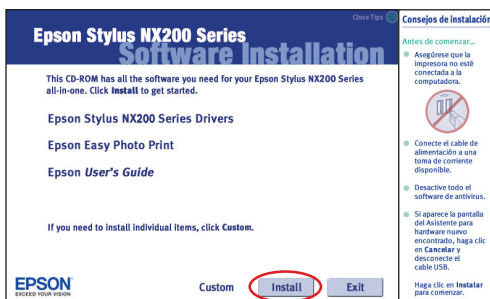 Close Tips
Epson Stylus NX200 Series
Software Installation
This CD-ROM has all the software you need for your Epson Stylus NX200 Series
all-in-one. Click Install to get started.
Epson Stylus NX200 Series Drivers
Epson Easy Photo Print
Epson User's Guide
If you need to install individual items, click Custom.
EPSON
EXCEED YOUR VISION
Custom
Install
Exit
Consejos de instalación
Antes de comenzar...
Asegúrese que la
impresora no esté
conectada a la
computadora.
Conecte el cable de
alimentación a una
toma de corriente
disponible.
Desactive todo el
software de antivirus.
Si aparece la pantalla
del Asistente para
hardware nuevo
encontrado, haga clic
en Cancelar y
desconecte el
cable USB.
Haga clic en Instalar
para comenzar.